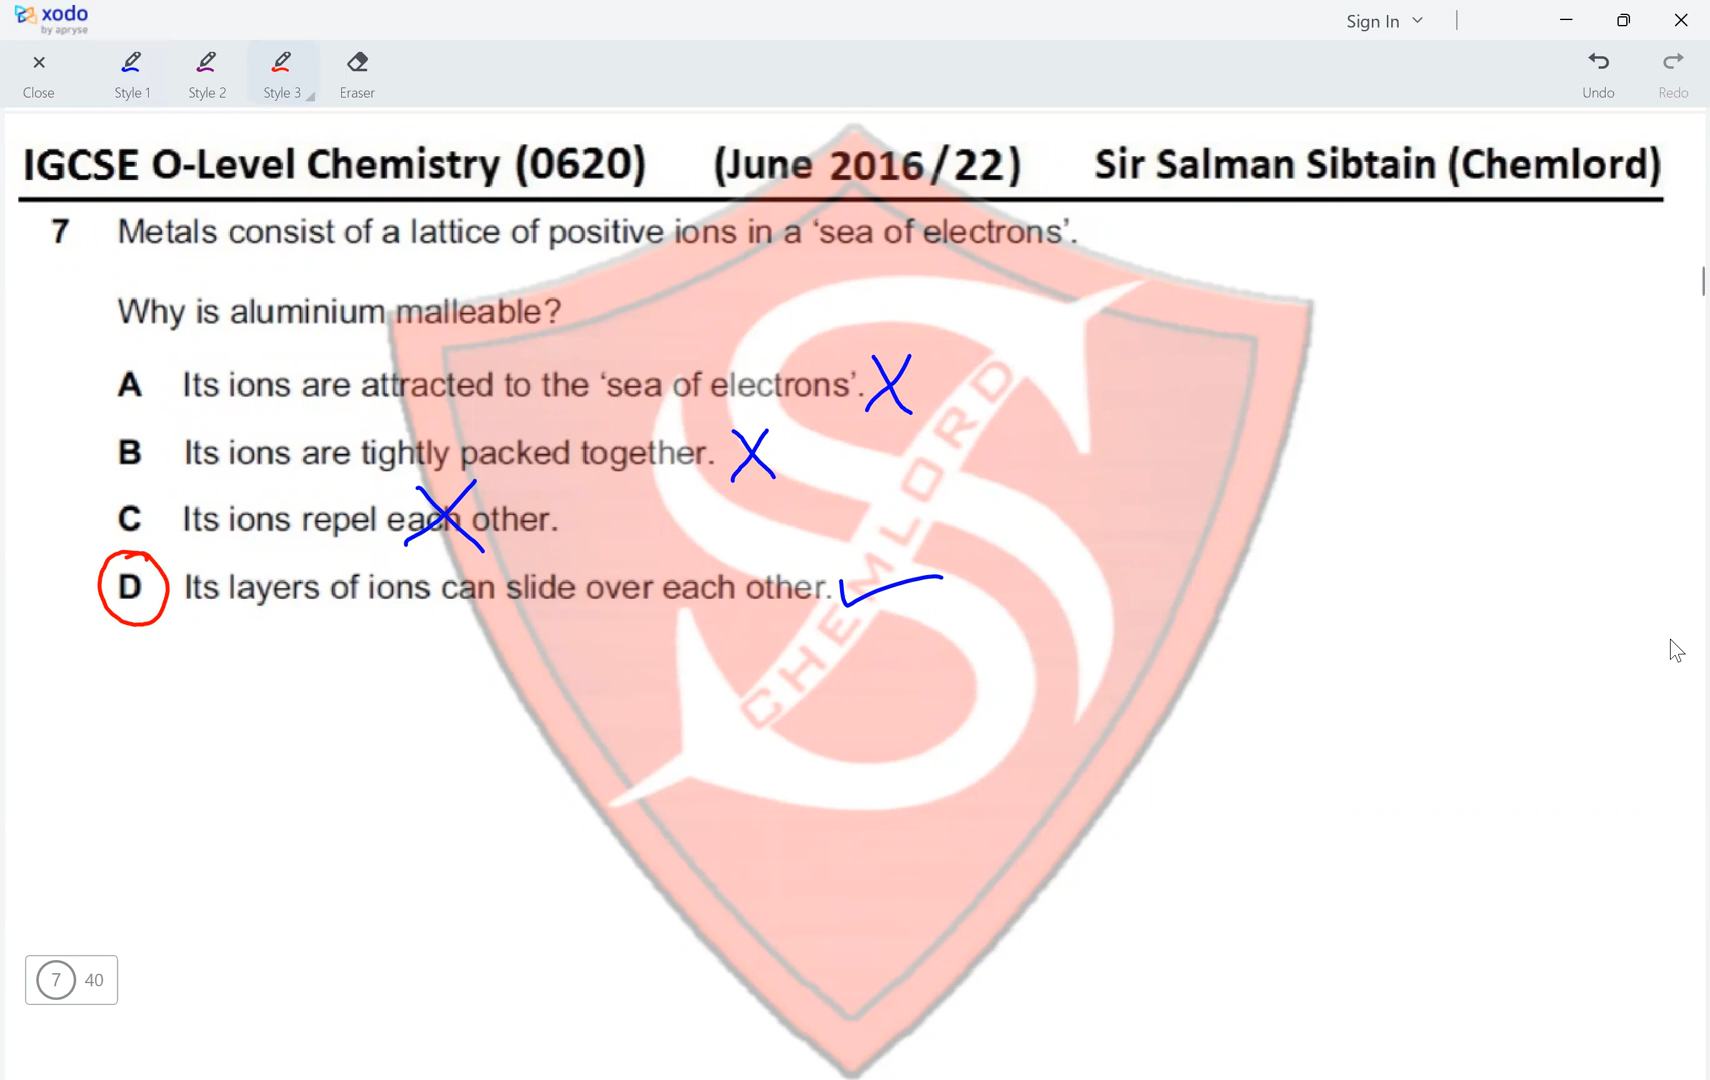 xodo
by apryse
Sign In
Close
Style 1
Style 2
Style 3
Eraser
Undo
Redo
IGCSE O-Level Chemistry (0620) (June 2016/22) Sir Salman Sibtain (Chemlord)
7 Metals consist of a lattice of positive ions in a ‘sea of electrons’.
Why is aluminium malleable?
A Its ions are attracted to the ‘sea of electrons’.
B Its ions are tightly packed together.
C Its ions repel each other.
D Its layers of ions can slide over each other.
CHEMLORD
7 40